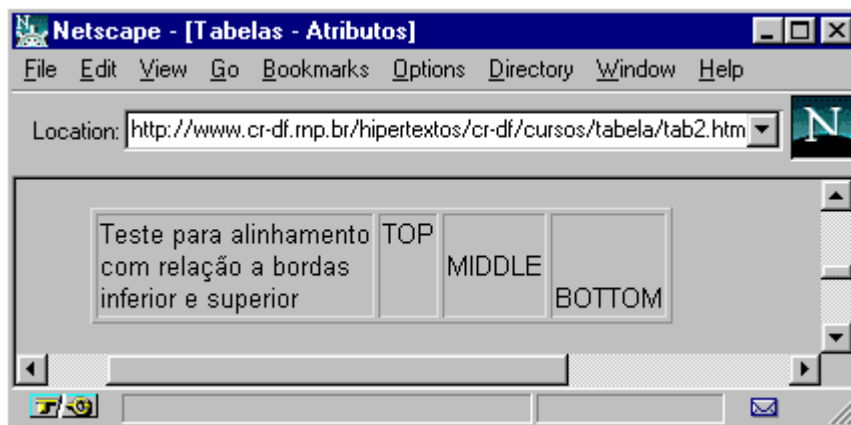 Netscape - [Tabelas - Atributos]
File Edit View Go Bookmarks Options Directory Window Help
Location: http://www.cr-df.rnp.br/hipertextos/cr-df/cursos/tabela/tab2.htm
N
Teste para alinhamento
com relação a bordas
inferior e superior
TOP
MIDDLE
BOTTOM